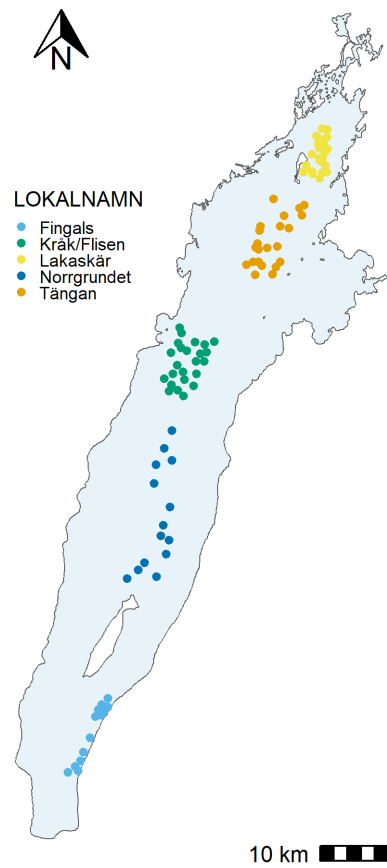 N
LOKALNAMN
Fingals
Kråk/Flisen
Lakaskär
Norrgrundet
Tängan
10 km